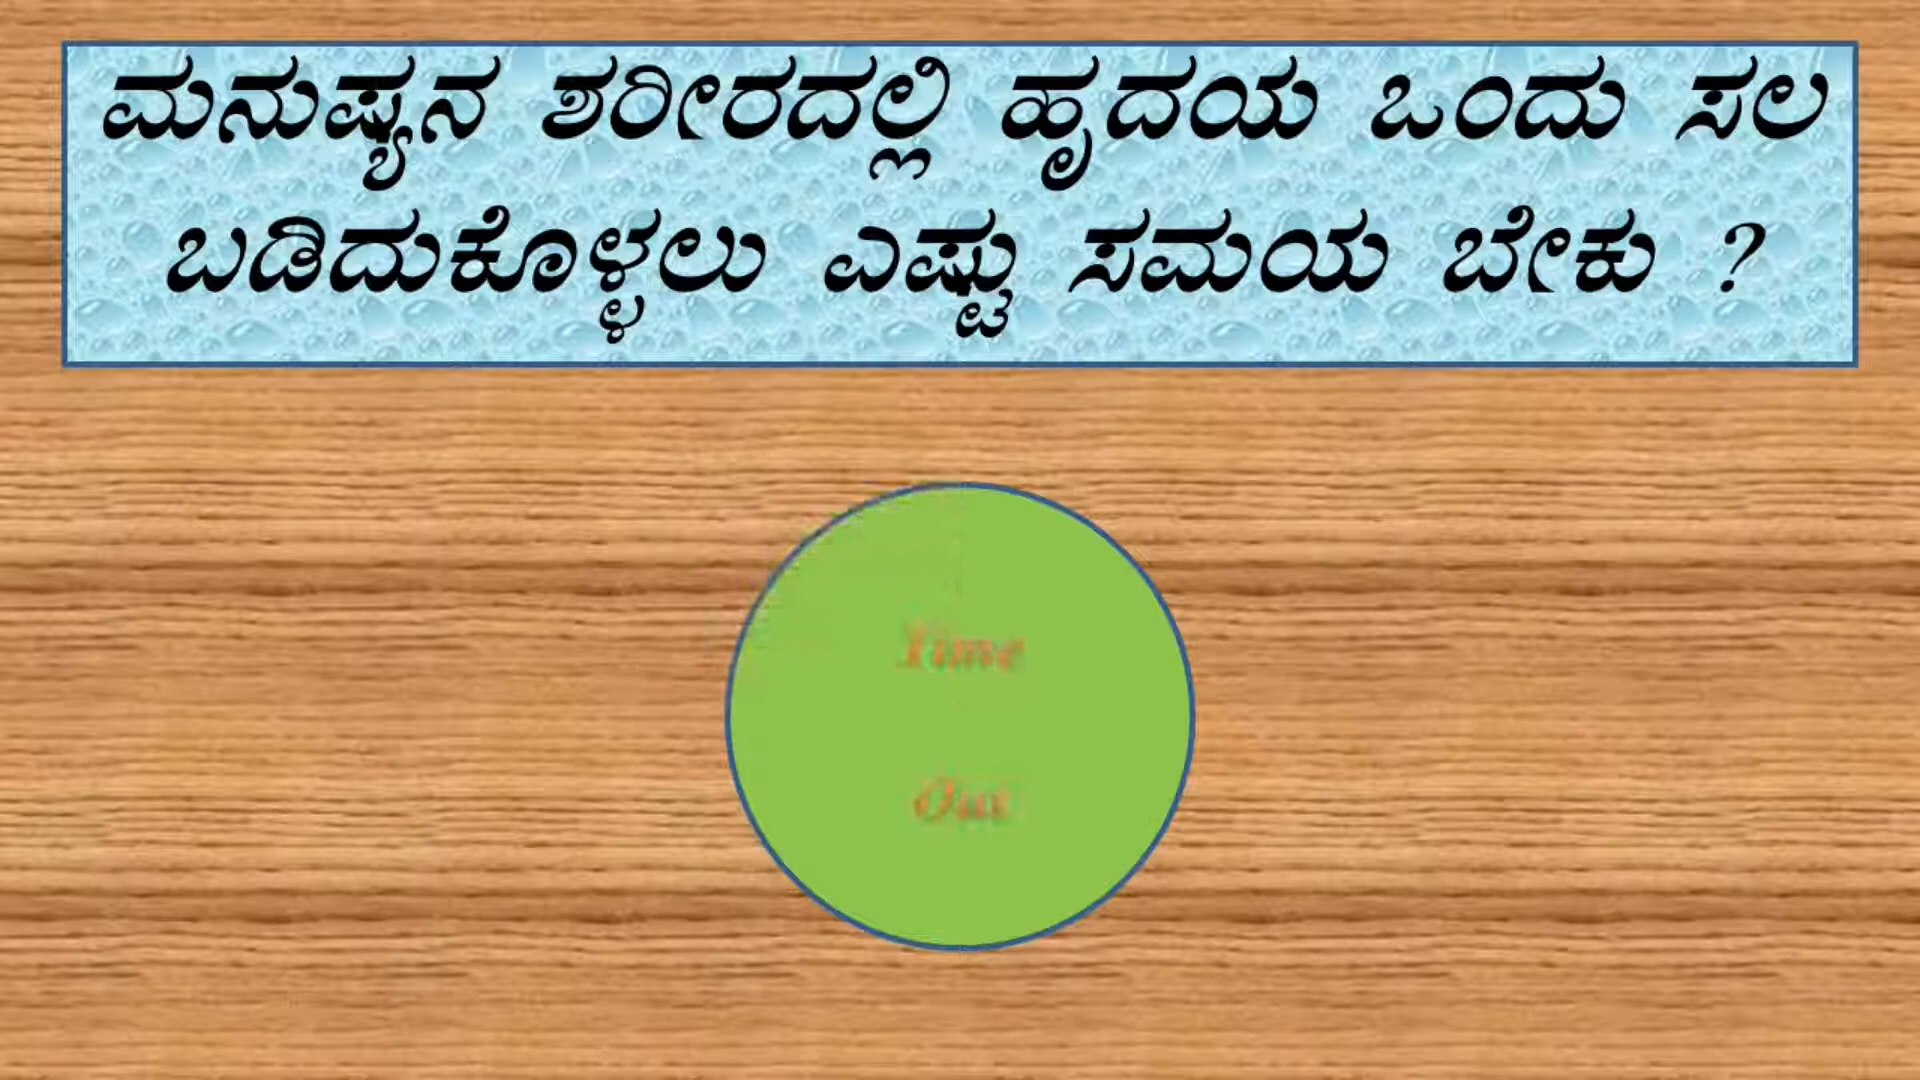 ಮನುಷ್ಯನ ಶರೀರದಲ್ಲಿ ಹೃದಯ ಒಂದು ಸಲ
ಬಡಿದುಕೊಳ್ಳಲು ಎಷ್ಟು ಸಮಯ ಬೇಕು ?
Time
Out